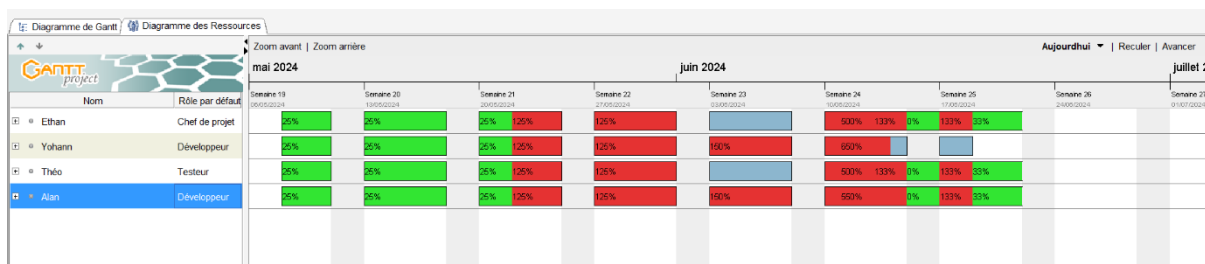 Diagramme de Gantt Diagramme des Ressources
Zoom avant | Zoom arrière Aujourd'hui | Reculer | Avancer
GANTT project
mai 2024 juin 2024 juillet 2
Nom Rôle par défaut
Semaine 19 Semaine 20 Semaine 21 Semaine 22 Semaine 23 Semaine 24 Semaine 25 Semaine 26 Semaine 27
06/05/2024 13/05/2024 20/05/2024 27/05/2024 03/06/2024 10/06/2024 17/06/2024 24/06/2024 01/07/2024
Ethan Chef de projet 25% 25% 25% 125% 125% 500% 133% 0% 133% 33%
Yohann Développeur 25% 25% 25% 125% 125% 150% 650%
Théo Testeur 25% 25% 25% 125% 125% 500% 133% 0% 133% 33%
Alan Développeur 25% 25% 25% 125% 125% 150% 550% 0% 133% 33%